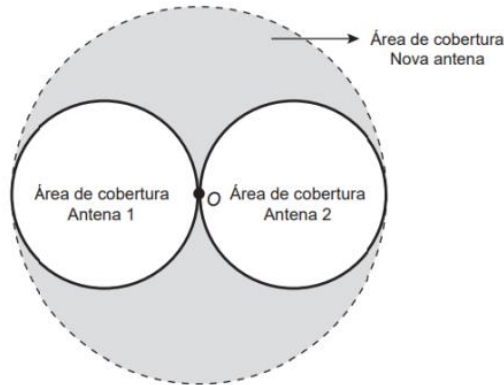 Área de cobertura
Nova antena
Área de cobertura
Antena 1
O
Área de cobertura
Antena 2